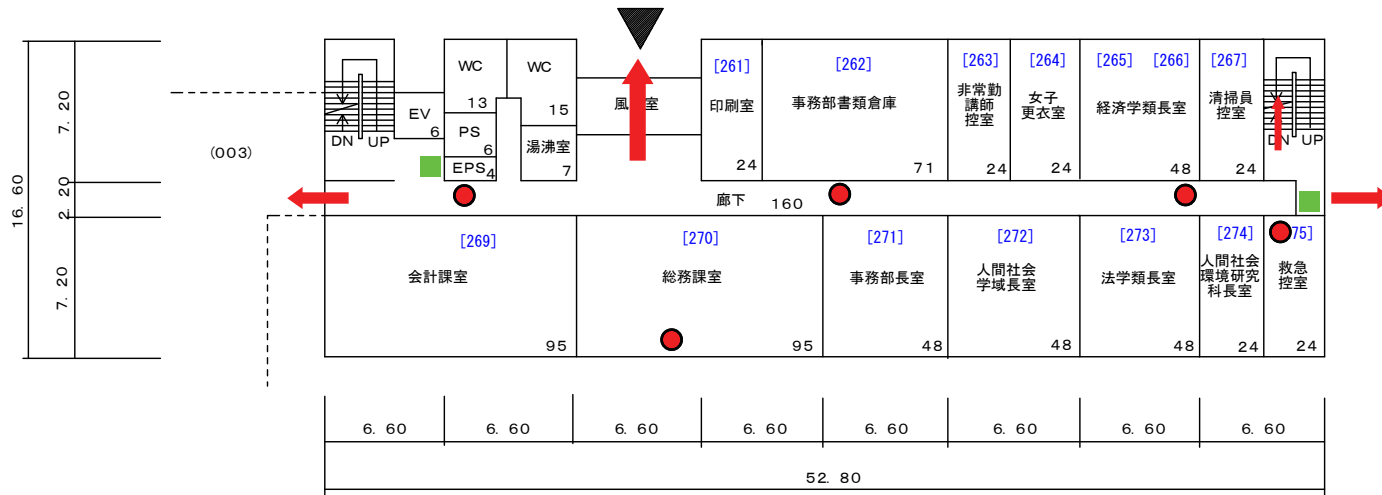 [261]
[262]
[263]
[264]
[265]
[266]
[267]
WC
WC
印刷室
事務部書類倉庫
非常勤
講師
控室
女子
更衣室
経済学類長室
清掃員
控室
風 室
13
15
EV
6
PS
6
湯沸室
7
EPS
4
DN UP
DN UP
24
71
24
24
48
24
(003)
7. 20
2. 20
7. 20
16. 60
廊下 160
[269]
[270]
[271]
[272]
[273]
[274]
75]
会計課室
総務課室
事務部長室
人間社会
学域長室
法学類長室
人間社会
環境研究
科長室
救急
控室
95
95
48
48
48
24
24
6. 60
6. 60
6. 60
6. 60
6. 60
6. 60
6. 60
6. 60
52. 80